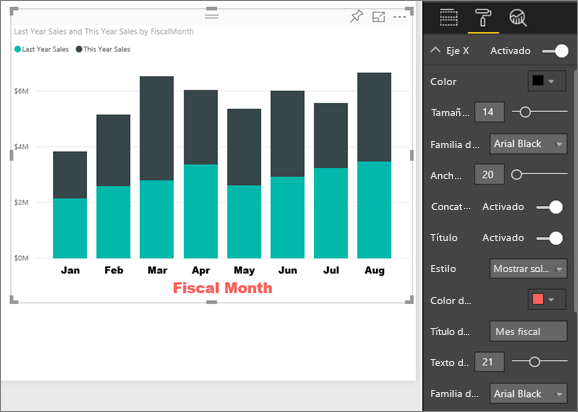 Last Year Sales and This Year Sales by FiscalMonth
Last Year Sales This Year Sales
$6M
$4M
$2M
$0M
Jan Feb Mar Apr May Jun Jul Aug
Fiscal Month
Eje X Activado
Color
Tamañ... 14
Familia d... Arial Black
Anch... 20
Concat... Activado
Título Activado
Estilo Mostrar sol...
Color d...
Título d... Mes fiscal
Texto d... 21
Familia d... Arial Black